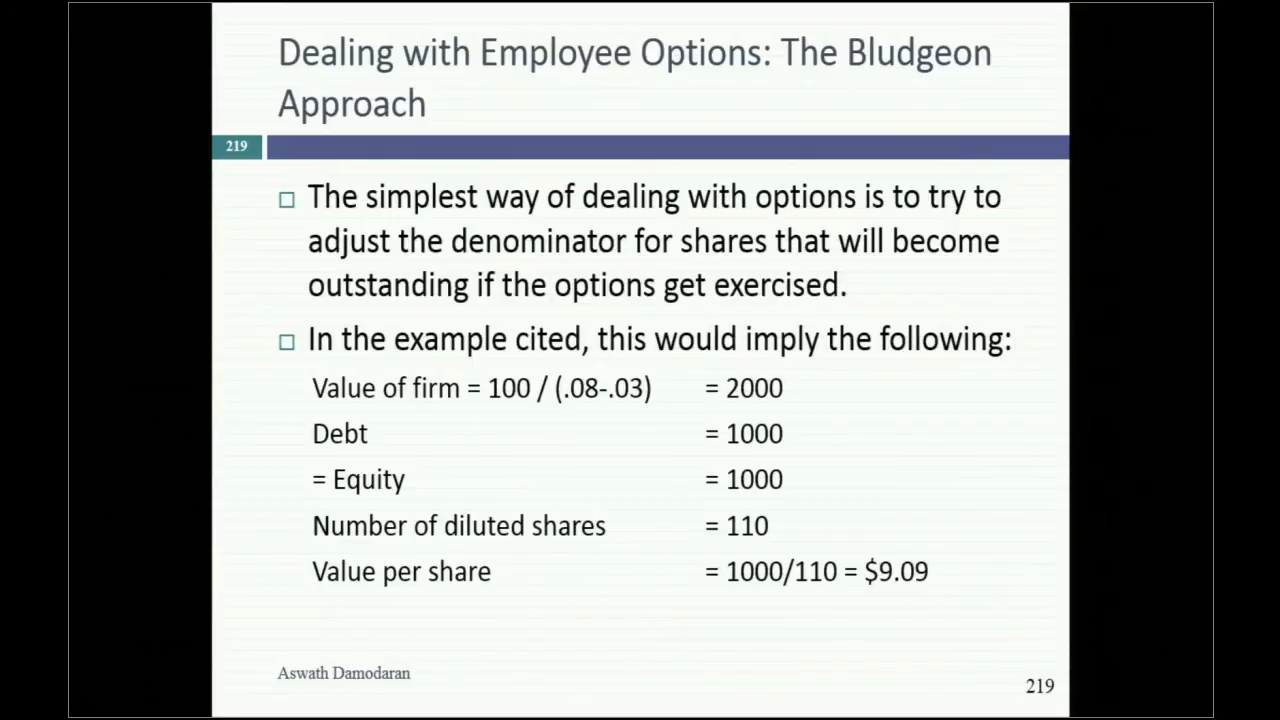 Dealing with Employee Options: The Bludgeon
Approach
219
The simplest way of dealing with options is to try to
adjust the denominator for shares that will become
outstanding if the options get exercised.
In the example cited, this would imply the following:
Value of firm = 100 / (.08-.03) = 2000
Debt = 1000
= Equity = 1000
Number of diluted shares = 110
Value per share = 1000/110 = $9.09
Aswath Damodaran
219